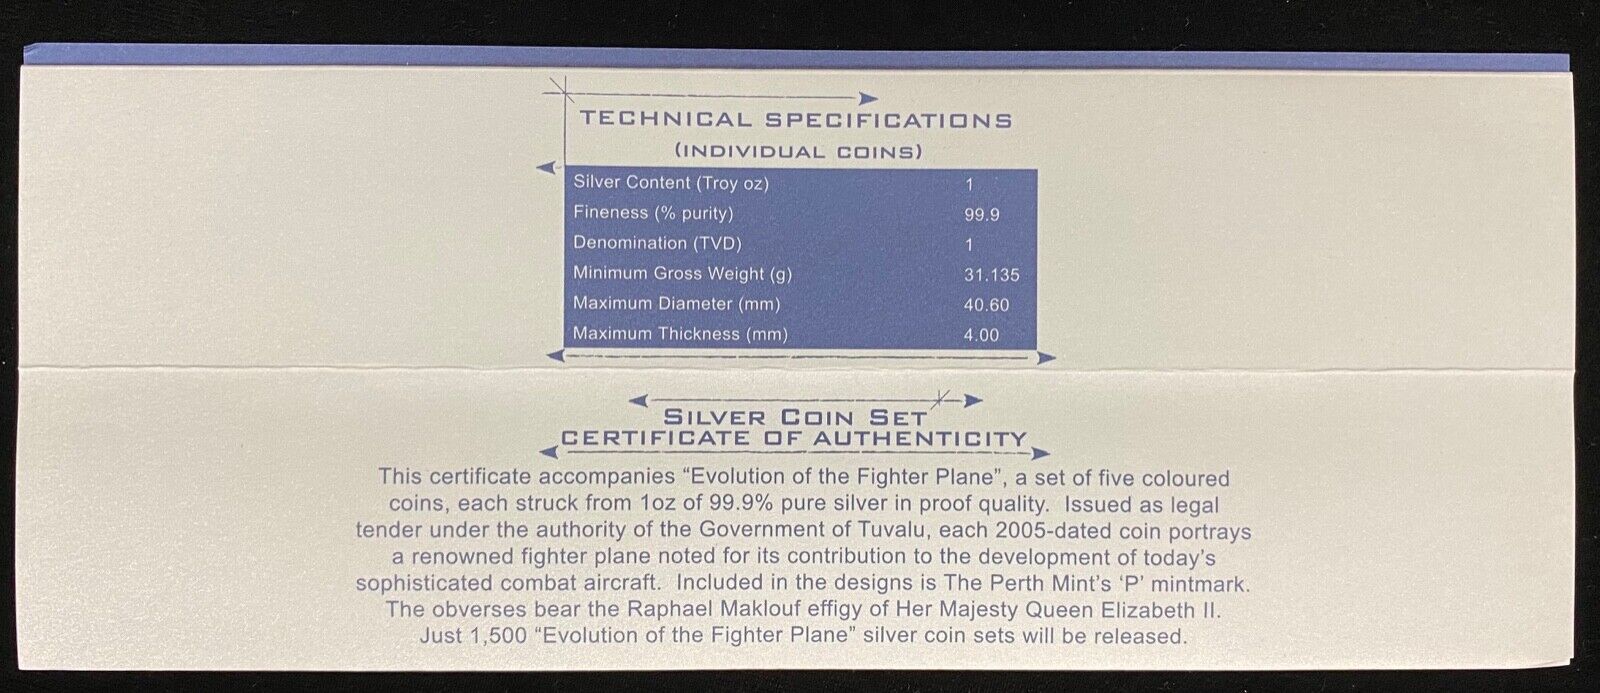 TECHNICAL SPECIFICATIONS
(INDIVIDUAL COINS)
Silver Content (Troy oz) 1
Fineness (% purity) 99.9
Denomination (TVD) 1
Minimum Gross Weight (g) 31.135
Maximum Diameter (mm) 40.60
Maximum Thickness (mm) 4.00
SILVER COIN SET
CERTIFICATE OF AUTHENTICITY
This certificate accompanies “Evolution of the Fighter Plane”, a set of five coloured
coins, each struck from 1oz of 99.9% pure silver in proof quality.  Issued as legal
tender under the authority of the Government of Tuvalu, each 2005-dated coin portrays
a renowned fighter plane noted for its contribution to the development of today’s
sophisticated combat aircraft.  Included in the designs is The Perth Mint’s ‘P’ mintmark.
The obverses bear the Raphael Maklouf effigy of Her Majesty Queen Elizabeth II.
Just 1,500 “Evolution of the Fighter Plane” silver coin sets will be released.